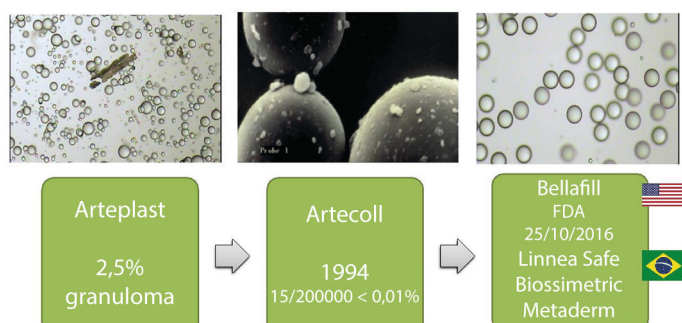 Probe 1
Arteplast
2,5%
granuloma
Artecoll
1994
15/200000 < 0,01%
Bellafill
FDA
25/10/2016
Linnea Safe
Biossimetric
Metaderm